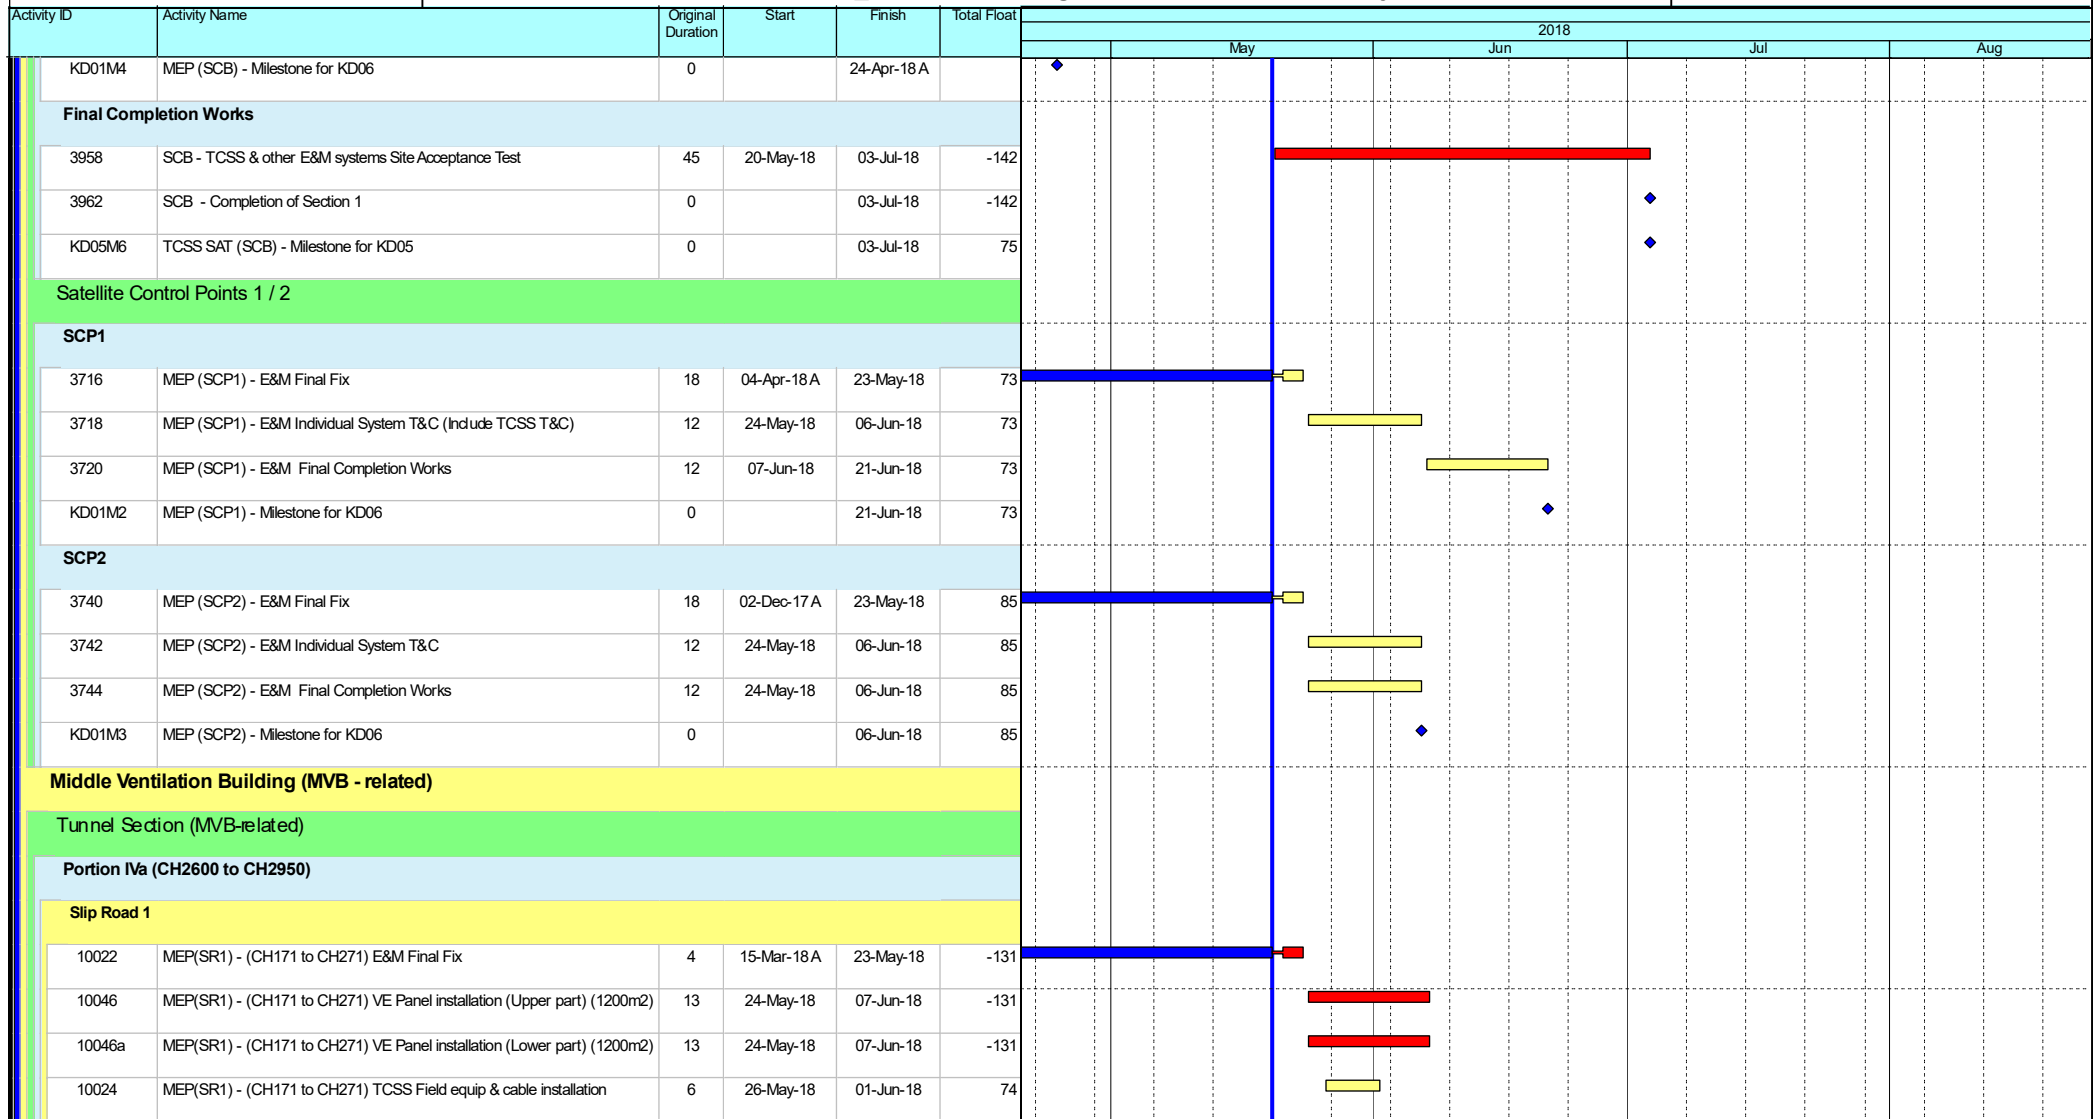 Activity ID Activity Name Original Duration Start Finish Total Float
2018
May Jun Jul Aug
KD01M4 MEP (SCB) - Milestone for KD06 0 24-Apr-18 A
Final Completion Works
3958 SCB - TCSS & other E&M systems Site Acceptance Test 45 20-May-18 03-Jul-18 -142
3962 SCB - Completion of Section 1 0 03-Jul-18 -142
KD05M6 TCSS SAT (SCB) - Milestone for KD05 0 03-Jul-18 75
Satellite Control Points 1 / 2
SCP1
3716 MEP (SCP1) - E&M Final Fix 18 04-Apr-18 A 23-May-18 73
3718 MEP (SCP1) - E&M Individual System T&C (Include TCSS T&C) 12 24-May-18 06-Jun-18 73
3720 MEP (SCP1) - E&M Final Completion Works 12 07-Jun-18 21-Jun-18 73
KD01M2 MEP (SCP1) - Milestone for KD06 0 21-Jun-18 73
SCP2
3740 MEP (SCP2) - E&M Final Fix 18 02-Dec-17 A 23-May-18 85
3742 MEP (SCP2) - E&M Individual System T&C 12 24-May-18 06-Jun-18 85
3744 MEP (SCP2) - E&M Final Completion Works 12 24-May-18 06-Jun-18 85
KD01M3 MEP (SCP2) - Milestone for KD06 0 06-Jun-18 85
Middle Ventilation Building (MVB - related)
Tunnel Section (MVB-related)
Portion IVa (CH2600 to CH2950)
Slip Road 1
10022 MEP(SR1) - (CH171 to CH271) E&M Final Fix 4 15-Mar-18 A 23-May-18 -131
10046 MEP(SR1) - (CH171 to CH271) VE Panel installation (Upper part) (1200m2) 13 24-May-18 07-Jun-18 -131
10046a MEP(SR1) - (CH171 to CH271) VE Panel installation (Lower part) (1200m2) 13 24-May-18 07-Jun-18 -131
10024 MEP(SR1) - (CH171 to CH271) TCSS Field equip & cable installation 6 26-May-18 01-Jun-18 74